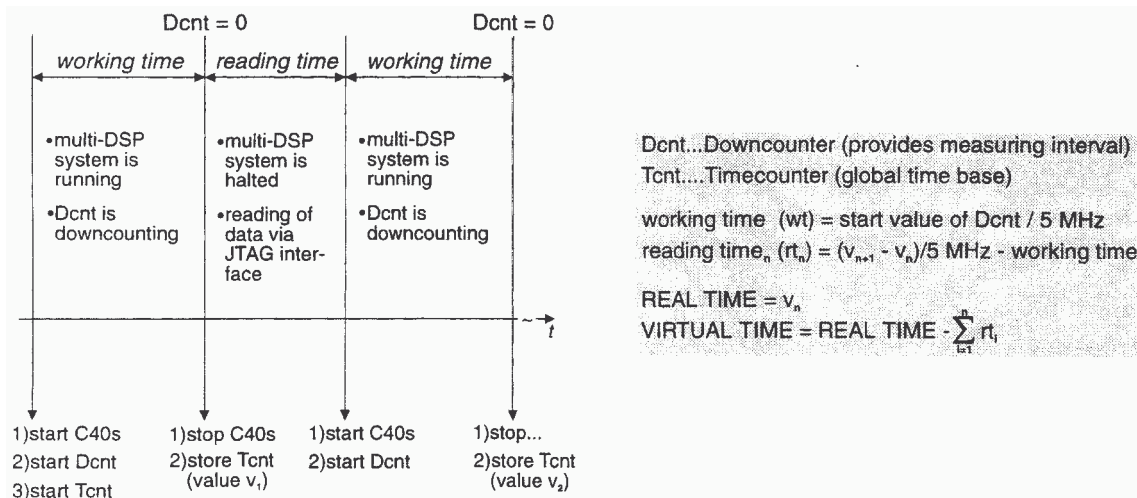 Dcnt = 0
Dcnt = 0
working time
reading time
working time
•multi-DSP
system is
running
•Dcnt is
downcounting
•multi-DSP
system is
halted
•reading of
data via
JTAG inter-
face
•multi-DSP
system is
running
•Dcnt is
downcounting
~
t
1)start C40s
2)start Dcnt
3)start Tcnt
1)stop C40s
2)store Tcnt
(value v₁)
1)start C40s
2)start Dcnt
1)stop...
2)store Tcnt
(value v₂)
Dcnt...Downcounter (provides measuring interval)
Tcnt....Timecounter (global time base)
working time (wt) = start value of Dcnt / 5 MHz
reading timeₙ (rtₙ) = (vₙ₊₁ - vₙ)/5 MHz - working time
REAL TIME = vₙ
VIRTUAL TIME = REAL TIME - ∑ⁿᵢ₌₁ rtᵢ